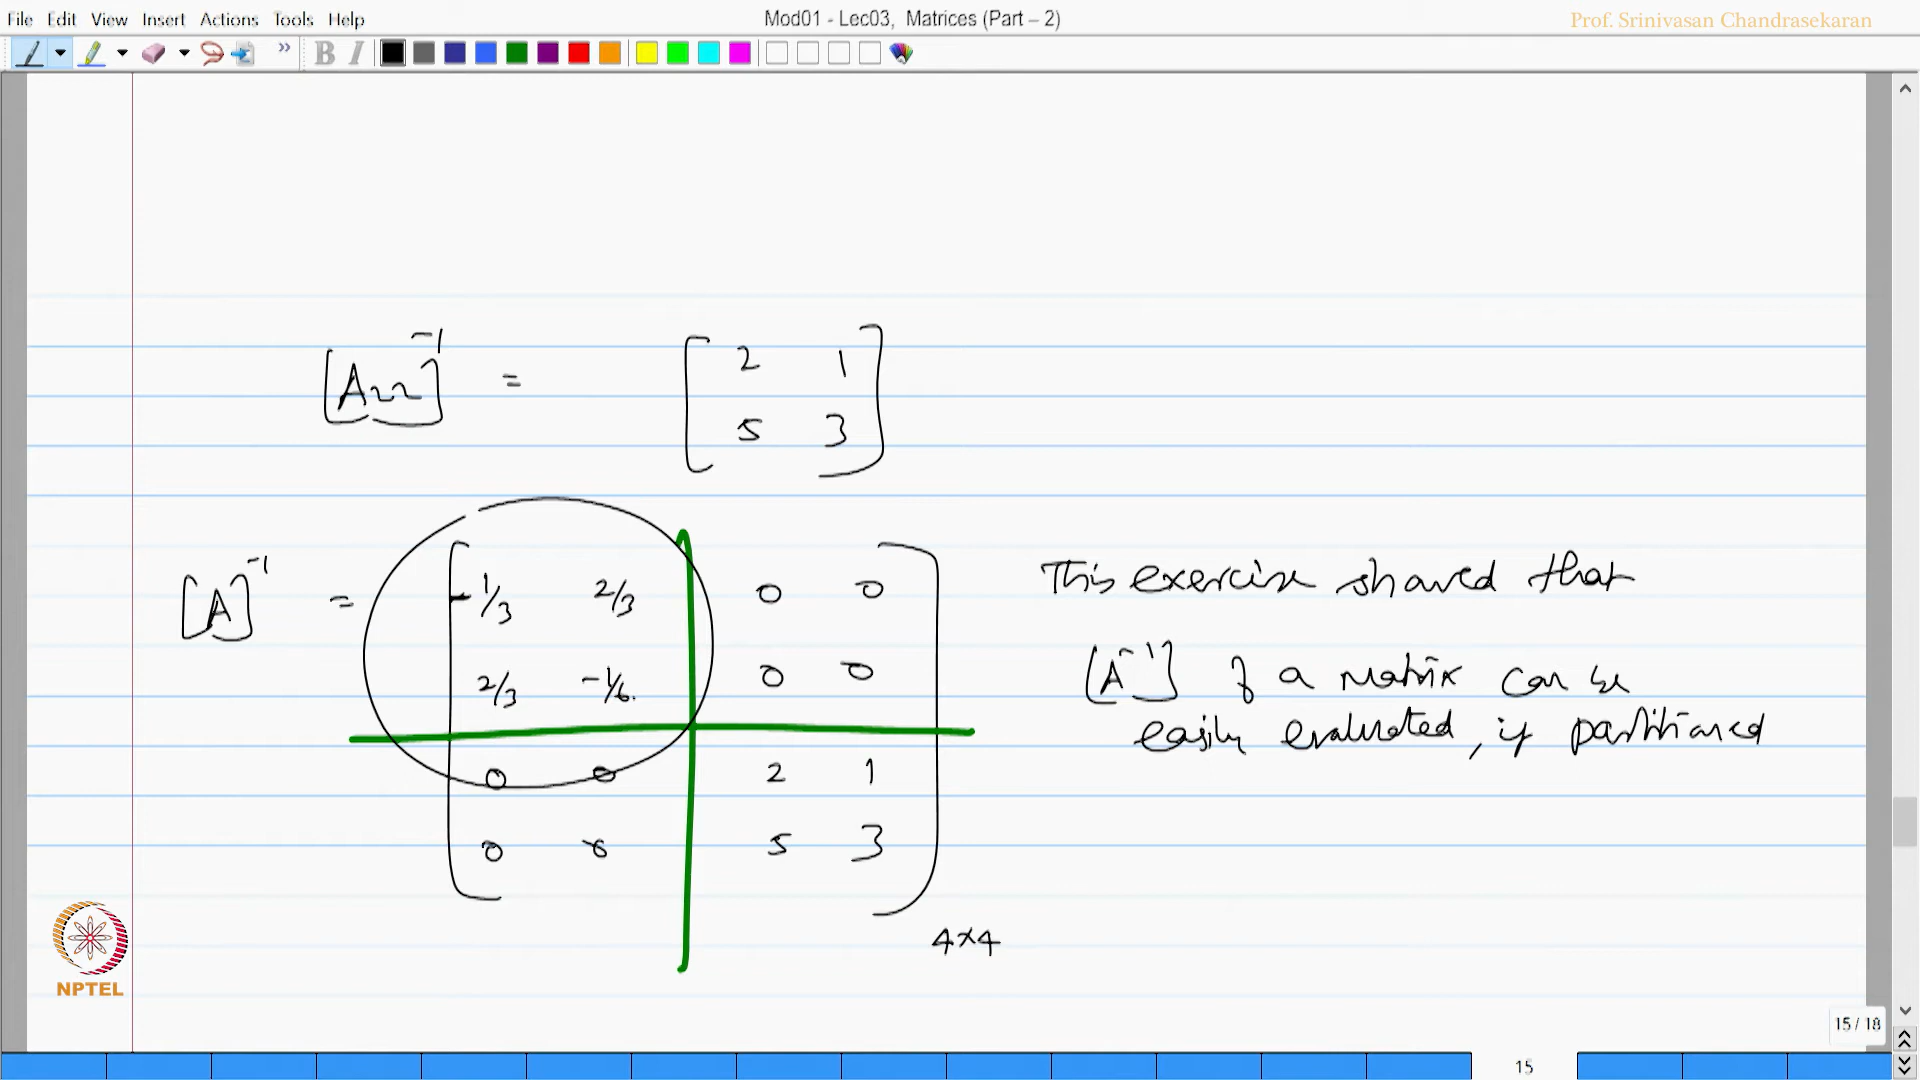 File Edit View Insert Actions Tools Help
Mod01 - Lec03, Matrices (Part – 2)
Prof. Srinivasan Chandrasekaran
B I
[A22]⁻¹ = [ 2 1
5 3 ]
[A]⁻¹ = [ -1/3 2/3 0 0
2/3 -1/6 0 0
0 0 2 1
0 0 5 3 ]
4×4
This exercise showed that
[A⁻¹] of a matrix can be
easily evaluated, if partitioned
NPTEL
15 / 18
15